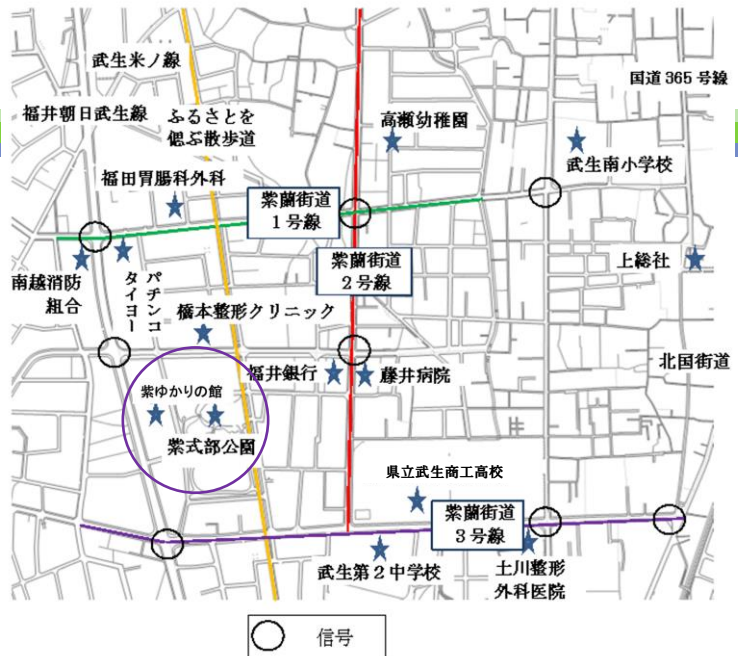 武生米ノ線
国道365号線
福井朝日武生線
ふるさとを
偲ぶ散歩道
高瀬幼稚園
武生南小学校
福田胃腸科外科
紫蘭街道
1号線
紫蘭街道
2号線
上総社
南越消防
組合
パチンコ
タイヨー
橋本整形クリニック
福井銀行
藤井病院
北国街道
紫ゆかりの館
紫式部公園
県立武生商工高校
紫蘭街道
3号線
武生第2中学校
土川整形
外科医院
信号